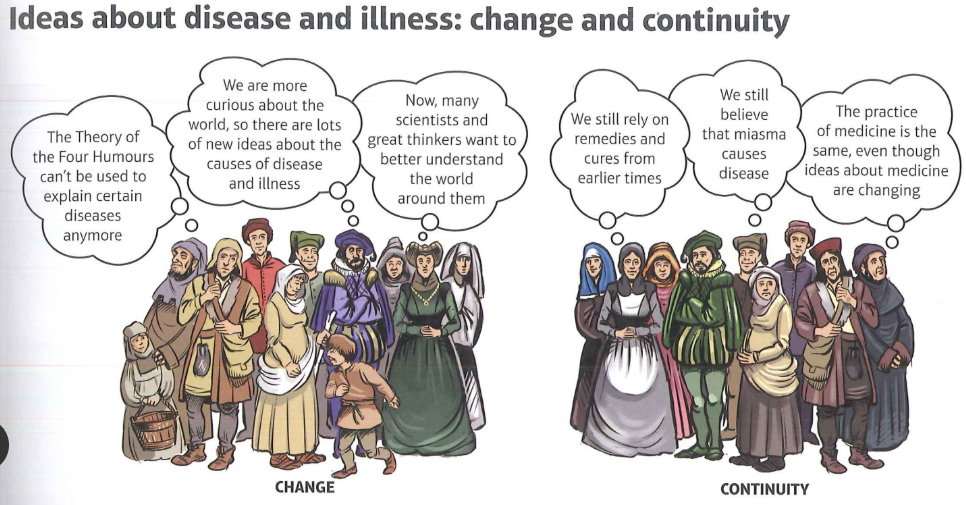 Ideas about disease and illness: change and continuity
The Theory of
the Four Humours
can't be used to
explain certain
diseases
anymore
We are more
curious about the
world, so there are lots
of new ideas about the
causes of disease
and illness
Now, many
scientists and
great thinkers want to
better understand
the world
around them
We still rely on
remedies and
cures from
earlier times
We still
believe
that miasma
causes
disease
The practice
of medicine is the
same, even though
ideas about medicine
are changing
CHANGE
CONTINUITY